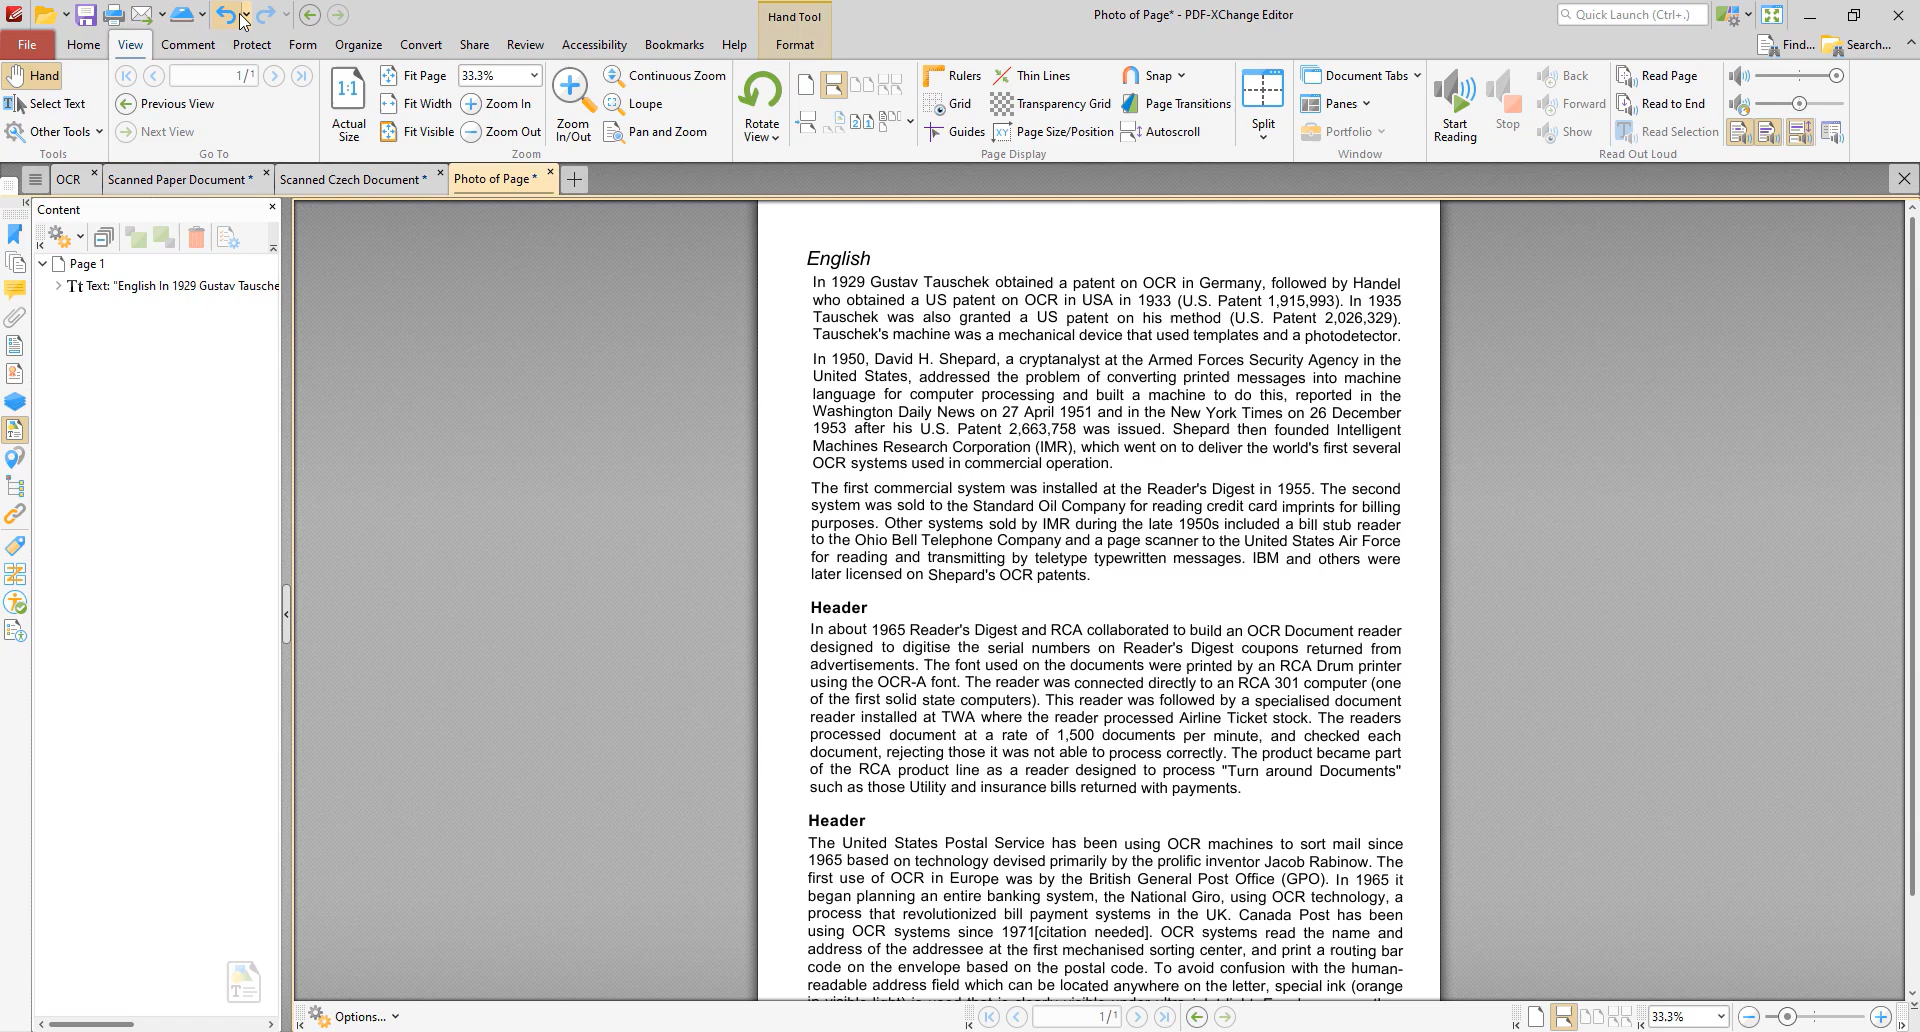 Hand Tool
Photo of Page* - PDF-XChange Editor
Quick Launch (Ctrl+.)
File Home View Comment Protect Form Organize Convert Share Review Accessibility Bookmarks Help Format Find... Search...
Hand
Select Text
Other Tools
Tools
1/1
Previous View
Next View
Go To
1:1
Actual Size
Fit Page 33.3%
Fit Width Zoom In
Fit Visible Zoom Out
Zoom In/Out
Continuous Zoom
Loupe
Pan and Zoom
Zoom
Rotate View
Rulers Thin Lines Snap
Grid Transparency Grid Page Transitions
Guides Page Size/Position Autoscroll
Page Display
Split
Document Tabs
Panes
Portfolio
Window
Start Reading
Stop
Back Read Page
Forward Read to End
Show Read Selection
Read Out Loud
OCR Scanned Paper Document * Scanned Czech Document * Photo of Page *
Content
Page 1
Tt Text: "English In 1929 Gustav Tausche
English
In 1929 Gustav Tauschek obtained a patent on OCR in Germany, followed by Handel
who obtained a US patent on OCR in USA in 1933 (U.S. Patent 1,915,993). In 1935
Tauschek was also granted a US patent on his method (U.S. Patent 2,026,329).
Tauschek's machine was a mechanical device that used templates and a photodetector.
In 1950, David H. Shepard, a cryptanalyst at the Armed Forces Security Agency in the
United States, addressed the problem of converting printed messages into machine
language for computer processing and built a machine to do this, reported in the
Washington Daily News on 27 April 1951 and in the New York Times on 26 December
1953 after his U.S. Patent 2,663,758 was issued. Shepard then founded Intelligent
Machines Research Corporation (IMR), which went on to deliver the world's first several
OCR systems used in commercial operation.
The first commercial system was installed at the Reader's Digest in 1955. The second
system was sold to the Standard Oil Company for reading credit card imprints for billing
purposes. Other systems sold by IMR during the late 1950s included a bill stub reader
to the Ohio Bell Telephone Company and a page scanner to the United States Air Force
for reading and transmitting by teletype typewritten messages. IBM and others were
later licensed on Shepard's OCR patents.
Header
In about 1965 Reader's Digest and RCA collaborated to build an OCR Document reader
designed to digitise the serial numbers on Reader's Digest coupons returned from
advertisements. The font used on the documents were printed by an RCA Drum printer
using the OCR-A font. The reader was connected directly to an RCA 301 computer (one
of the first solid state computers). This reader was followed by a specialised document
reader installed at TWA where the reader processed Airline Ticket stock. The readers
processed document at a rate of 1,500 documents per minute, and checked each
document, rejecting those it was not able to process correctly. The product became part
of the RCA product line as a reader designed to process "Turn around Documents"
such as those Utility and insurance bills returned with payments.
Header
The United States Postal Service has been using OCR machines to sort mail since
1965 based on technology devised primarily by the prolific inventor Jacob Rabinow. The
first use of OCR in Europe was by the British General Post Office (GPO). In 1965 it
began planning an entire banking system, the National Giro, using OCR technology, a
process that revolutionized bill payment systems in the UK. Canada Post has been
using OCR systems since 1971[citation needed]. OCR systems read the name and
address of the addressee at the first mechanised sorting center, and print a routing bar
code on the envelope based on the postal code. To avoid confusion with the human-
readable address field which can be located anywhere on the letter, special ink (orange
Options... 1/1 33.3%